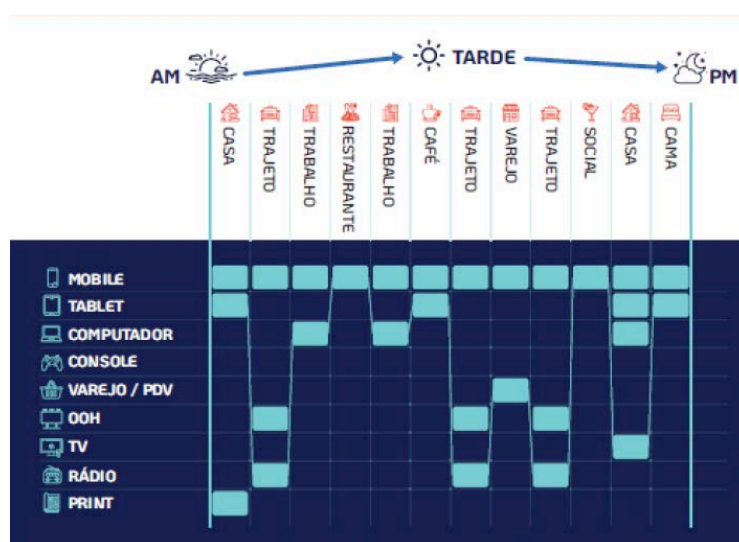 AM
TARDE
PM
CASA
TRAJETO
TRABALHO
RESTAURANTE
TRABALHO
CAFÉ
TRAJETO
VAREJO
TRAJETO
SOCIAL
CASA
CAMA
MOBILE
TABLET
COMPUTADOR
CONSOLE
VAREJO / PDV
OOH
TV
RÁDIO
PRINT